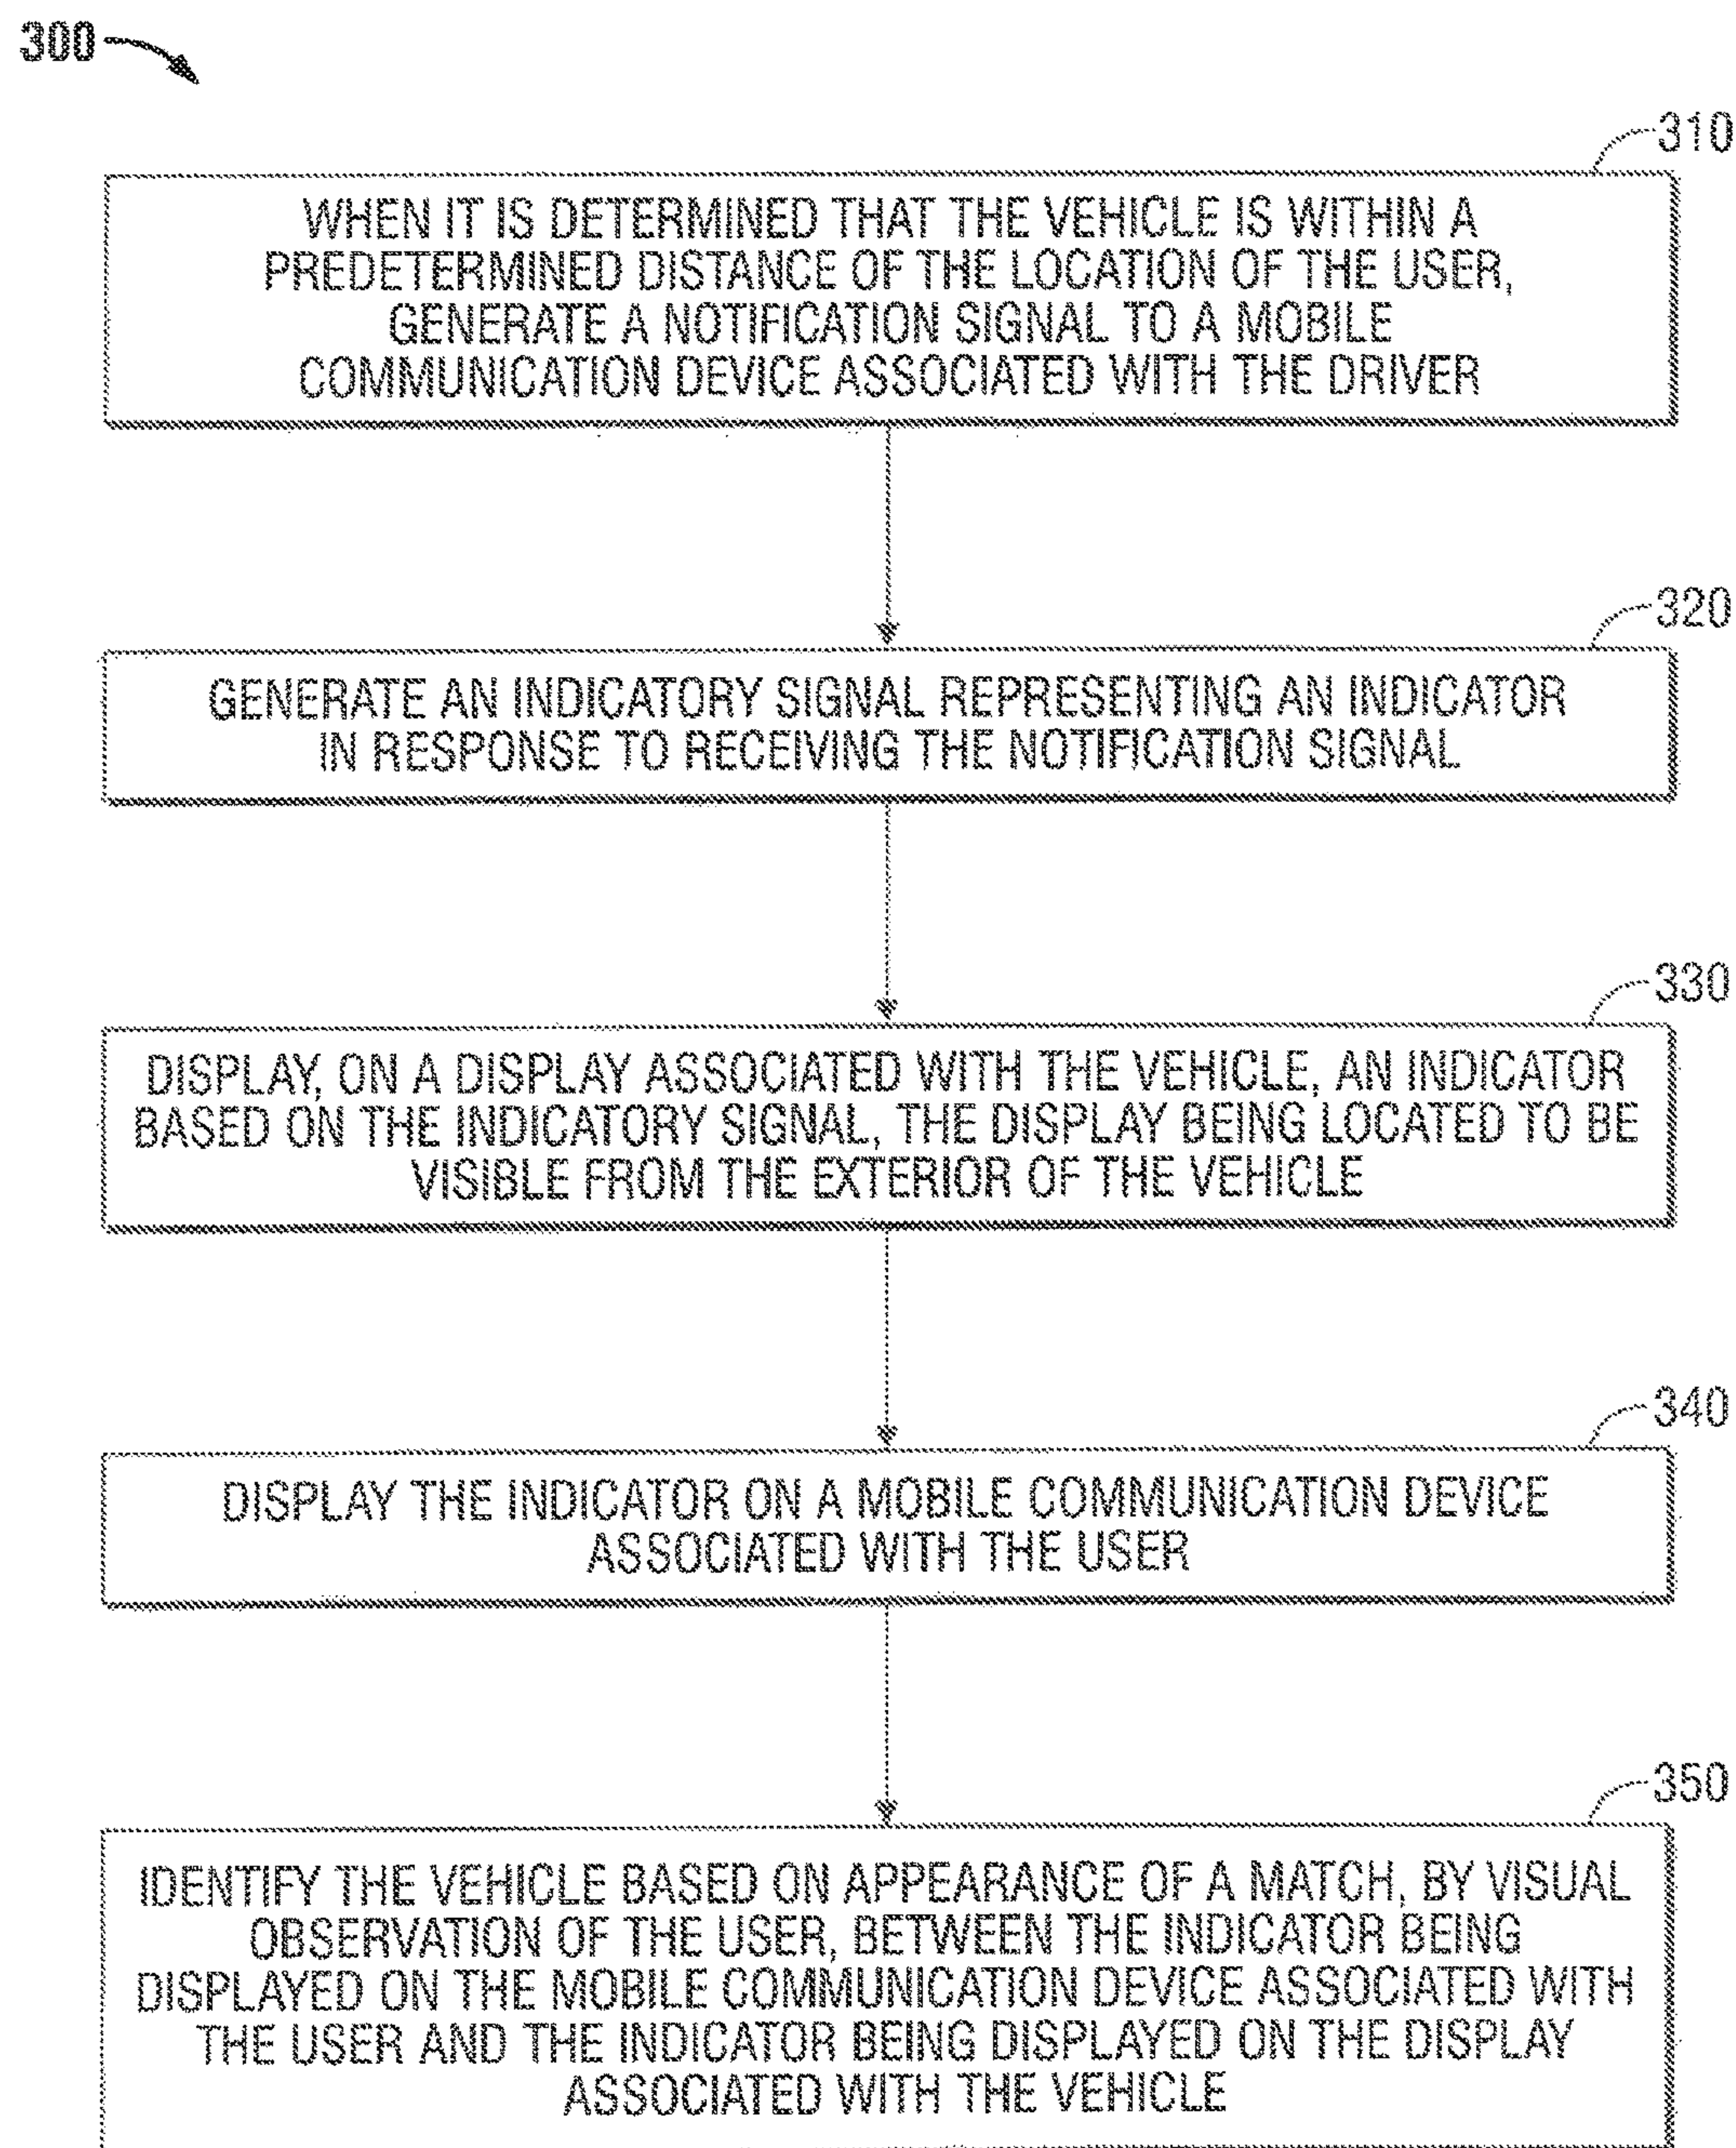 300
310
WHEN IT IS DETERMINED THAT THE VEHICLE IS WITHIN A
PREDETERMINED DISTANCE OF THE LOCATION OF THE USER,
GENERATE A NOTIFICATION SIGNAL TO A MOBILE
COMMUNICATION DEVICE ASSOCIATED WITH THE DRIVER
320
GENERATE AN INDICATORY SIGNAL REPRESENTING AN INDICATOR
IN RESPONSE TO RECEIVING THE NOTIFICATION SIGNAL
330
DISPLAY, ON A DISPLAY ASSOCIATED WITH THE VEHICLE, AN INDICATOR
BASED ON THE INDICATORY SIGNAL, THE DISPLAY BEING LOCATED TO BE
VISIBLE FROM THE EXTERIOR OF THE VEHICLE
340
DISPLAY THE INDICATOR ON A MOBILE COMMUNICATION DEVICE
ASSOCIATED WITH THE USER
350
IDENTIFY THE VEHICLE BASED ON APPEARANCE OF A MATCH, BY VISUAL
OBSERVATION OF THE USER, BETWEEN THE INDICATOR BEING
DISPLAYED ON THE MOBILE COMMUNICATION DEVICE ASSOCIATED WITH
THE USER AND THE INDICATOR BEING DISPLAYED ON THE DISPLAY
ASSOCIATED WITH THE VEHICLE